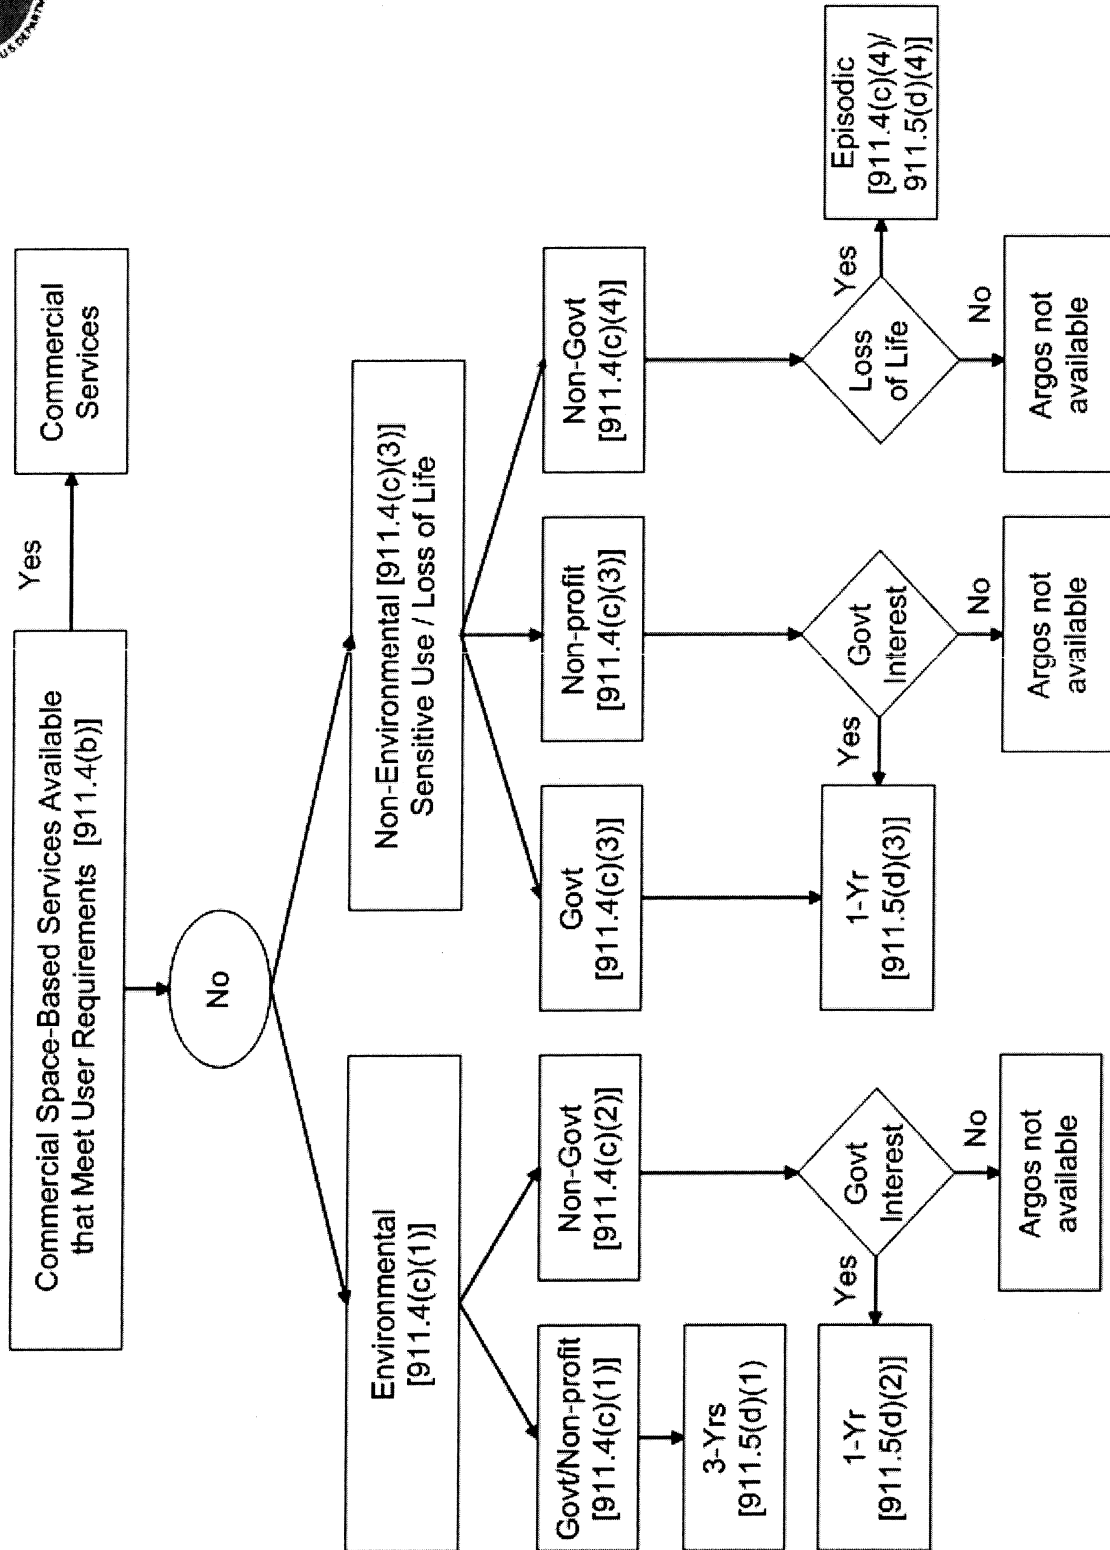 U.S. DEPARTM
Commercial Space-Based Services Available
that Meet User Requirements [911.4(b)]
Yes
Commercial
Services
No
Environmental
[911.4(c)(1)]
Non-Environmental [911.4(c)(3)]
Sensitive Use / Loss of Life
Govt/Non-profit
[911.4(c)(1)]
Non-Govt
[911.4(c)(2)]
Govt
[911.4(c)(3)]
Non-profit
[911.4(c)(3)]
Non-Govt
[911.4(c)(4)]
3-Yrs
[911.5(d)(1)
1-Yr
[911.5(d)(2)]
Yes
Govt
Interest
No
Argos not
available
1-Yr
[911.5(d)(3)]
Yes
Govt
Interest
No
Argos not
available
Loss
of Life
Yes
Episodic
[911.4(c)(4)/
911.5(d)(4)]
No
Argos not
available